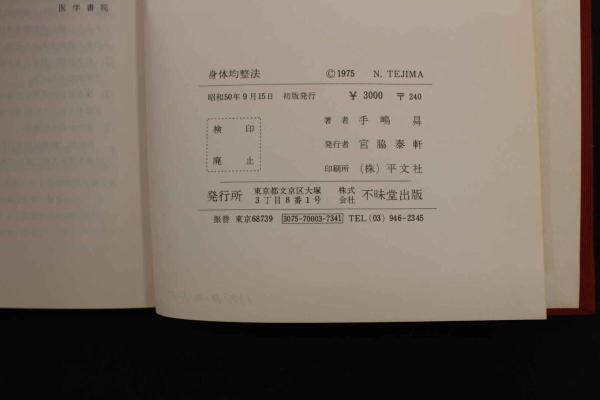 医学書院
身体均整法 ©1975 N. TEJIMA
昭和50年9月15日 初版発行 ¥3000 〒240
検印
廃止
著者 手嶋 曻
発行者 宮脇泰軒
印刷所 (株)平文社
発行所 東京都文京区大塚 3丁目8番1号 株式会社 不昧堂出版
振替 東京68739 3075-70003-7341 TEL (03) 946-2345